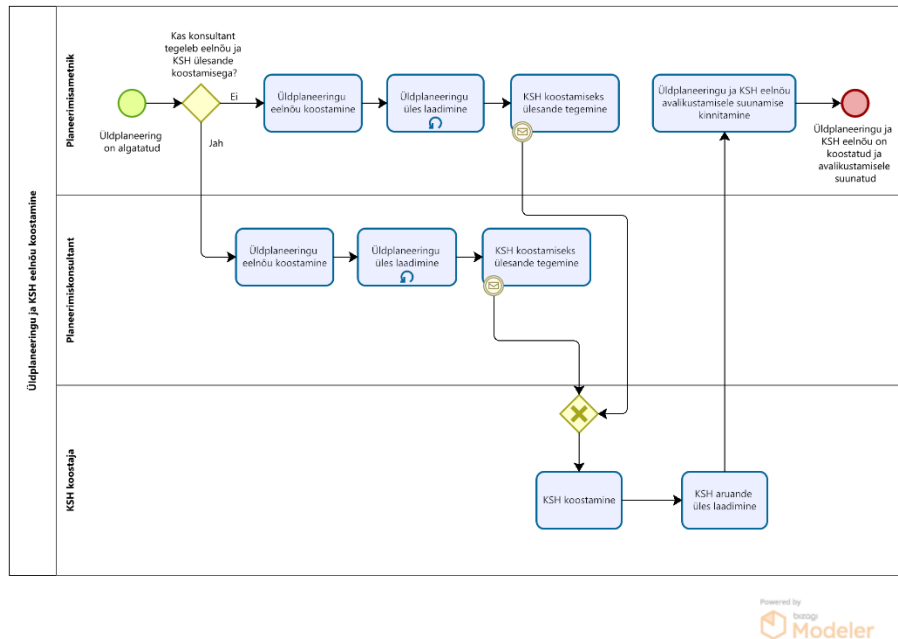 Üldplaneeringu ja KSH eelnõu koostamine
Planeerimisametnik
Kas konsultant
tegeleb eelnõu ja
KSH ülesande
koostamisega?
Üldplaneering
on algatatud
Ei
Jah
Üldplaneeringu
eelnõu koostamine
Üldplaneeringu
üles laadimine
KSH koostamiseks
ülesande tegemine
Üldplaneeringu ja KSH eelnõu
avalikustamisele suunamise
kinnitamine
Üldplaneeringu ja
KSH eelnõu on
koostatud ja
avalikustamisele
suunatud
Planeerimiskonsultant
Üldplaneeringu
eelnõu koostamine
Üldplaneeringu
üles laadimine
KSH koostamiseks
ülesande tegemine
KSH koostaja
KSH koostamine
KSH aruande
üles laadimine
Powered by
bizagi
Modeler